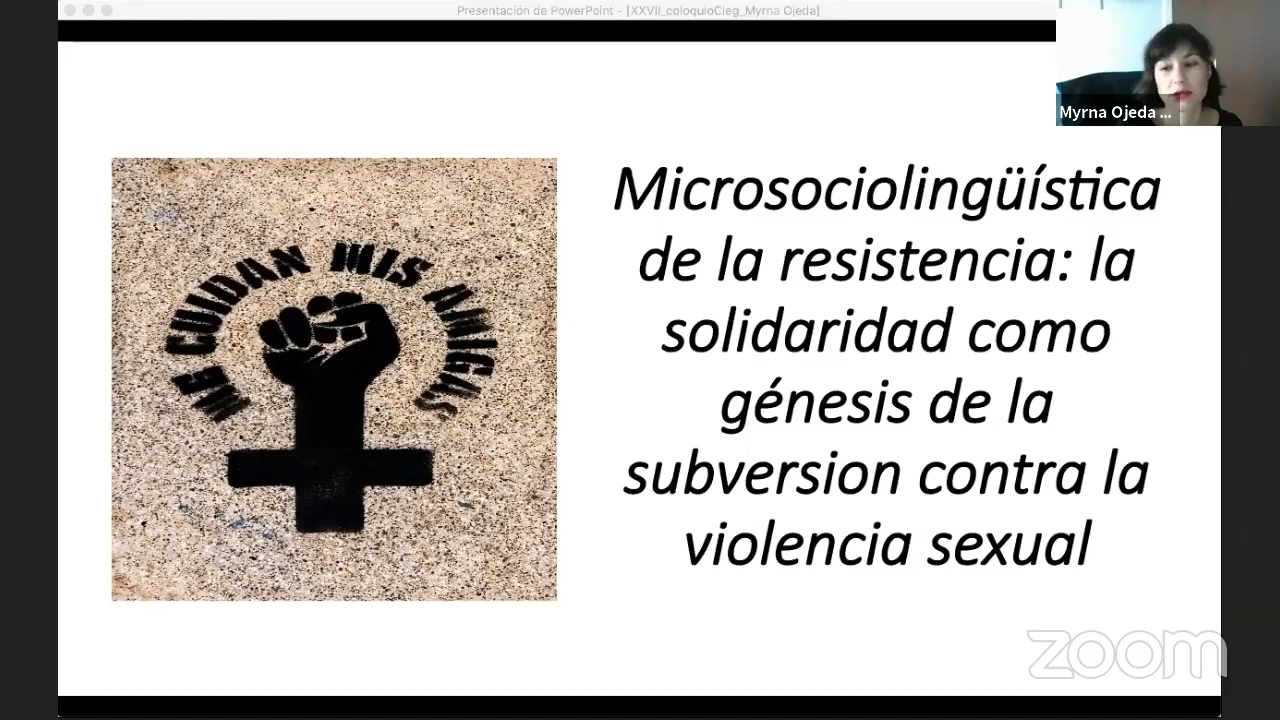 Presentación de PowerPoint - [XXVII_coloquioCieg_Myrna Ojeda]
Myrna Ojeda ...
ME CUIDAN MIS AMIGAS
Microsociolingüística
de la resistencia: la
solidaridad como
génesis de la
subversion contra la
violencia sexual
zoom